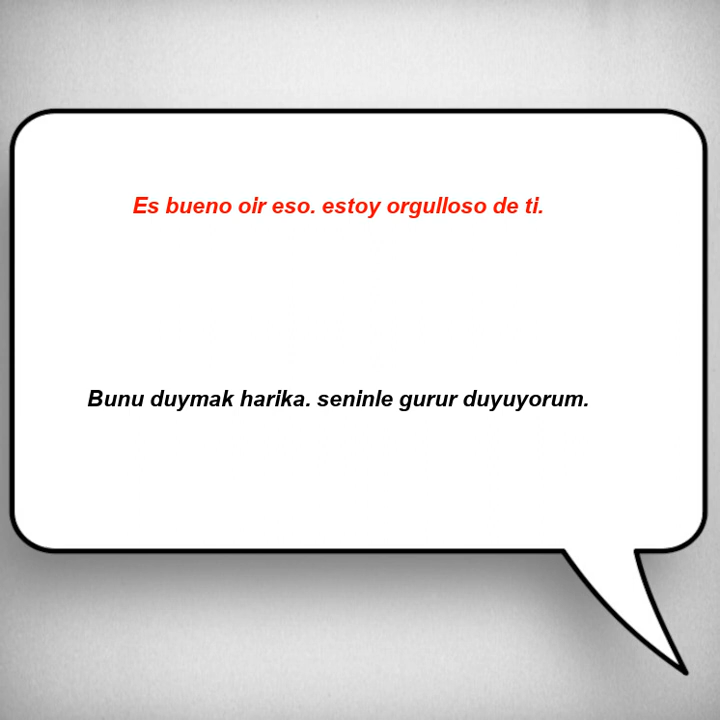 Es bueno oir eso. estoy orgulloso de ti.
Bunu duymak harika. seninle gurur duyuyorum.